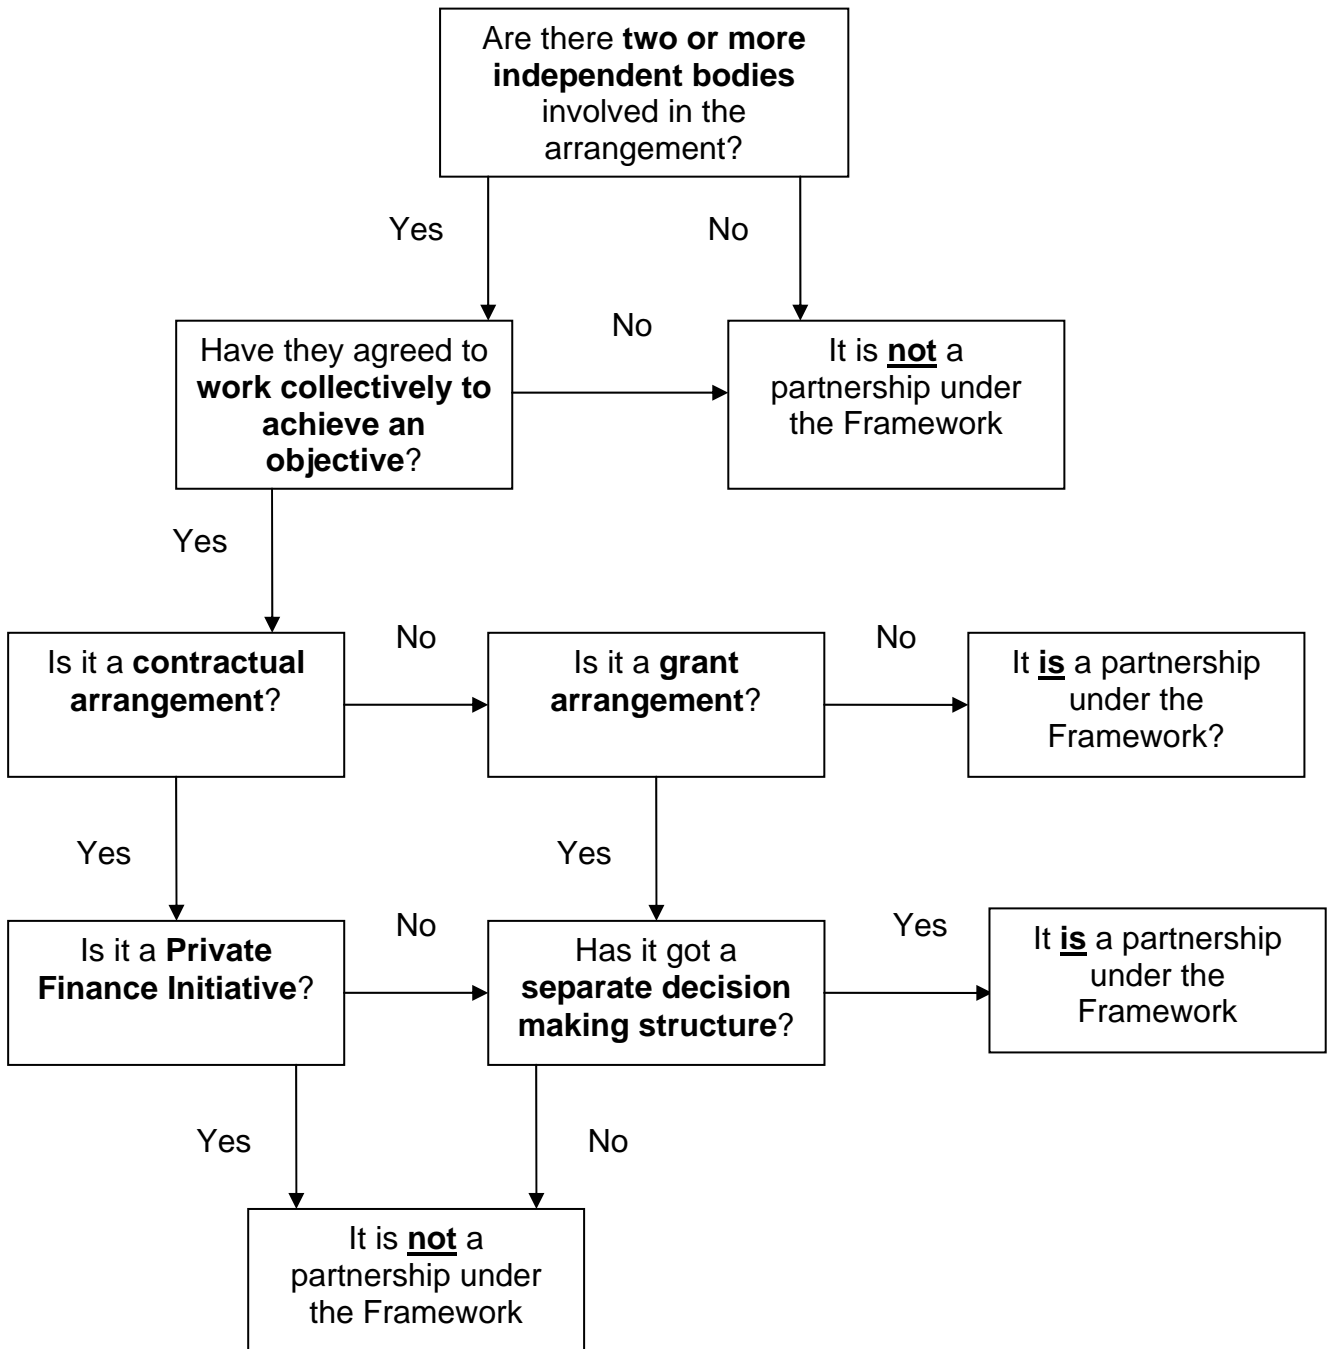 Are there two or more
independent bodies
involved in the
arrangement?
Yes
No
Have they agreed to
work collectively to
achieve an
objective?
No
It is not a
partnership under
the Framework
Yes
Is it a contractual
arrangement?
No
Is it a grant
arrangement?
No
It is a partnership
under the
Framework?
Yes
Yes
Is it a Private
Finance Initiative?
No
Has it got a
separate decision
making structure?
Yes
It is a partnership
under the
Framework
Yes
No
It is not a
partnership under
the Framework